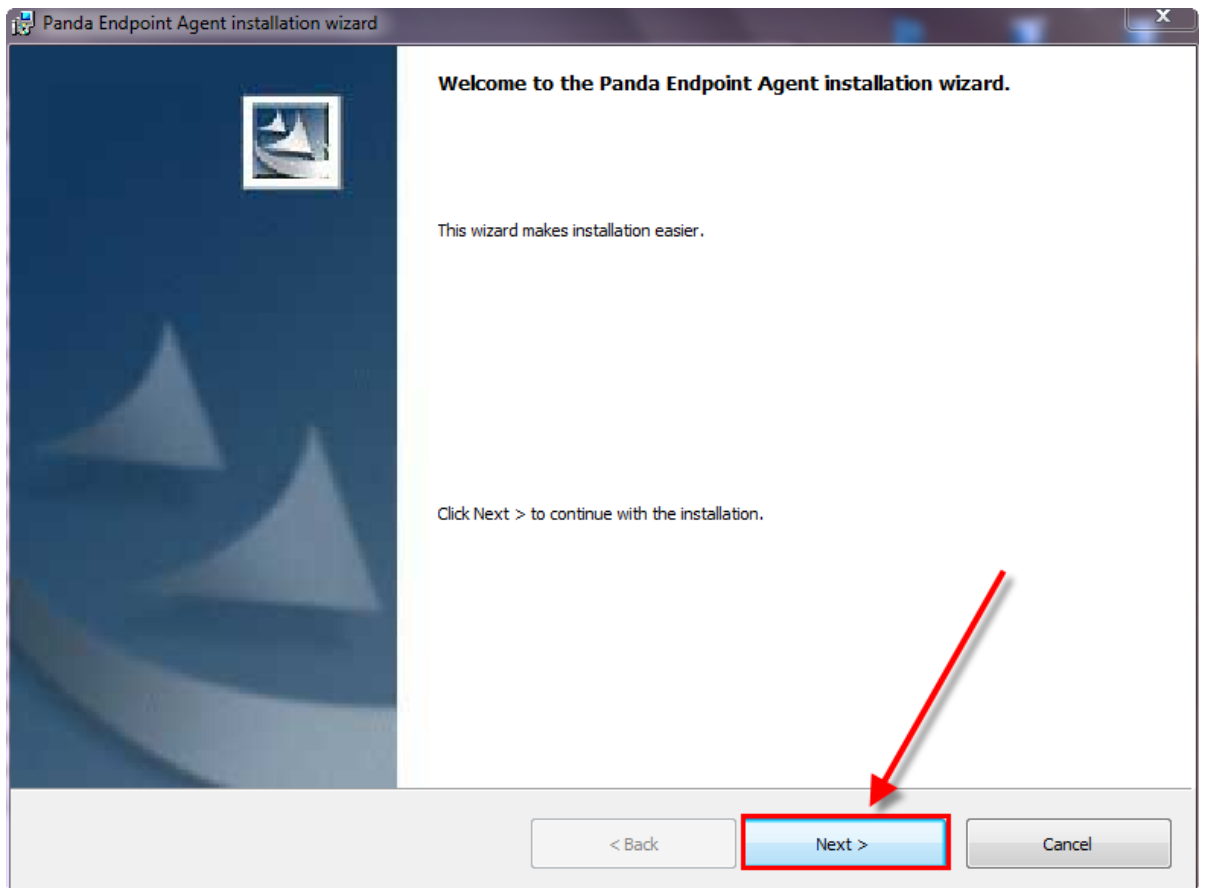 Panda Endpoint Agent installation wizard
X
Welcome to the Panda Endpoint Agent installation wizard.
This wizard makes installation easier.
Click Next > to continue with the installation.
< Back
Next >
Cancel